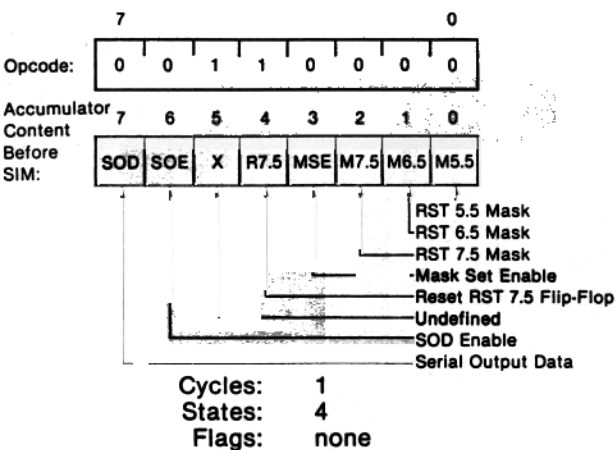 7 0
Opcode: 0 0 1 1 0 0 0 0
Accumulator 7 6 5 4 3 2 1 0
Content
Before
SIM: SOD SOE X R7.5 MSE M7.5 M6.5 M5.5
RST 5.5 Mask
RST 6.5 Mask
RST 7.5 Mask
Mask Set Enable
Reset RST 7.5 Flip-Flop
Undefined
SOD Enable
Serial Output Data
Cycles: 1
States: 4
Flags: none